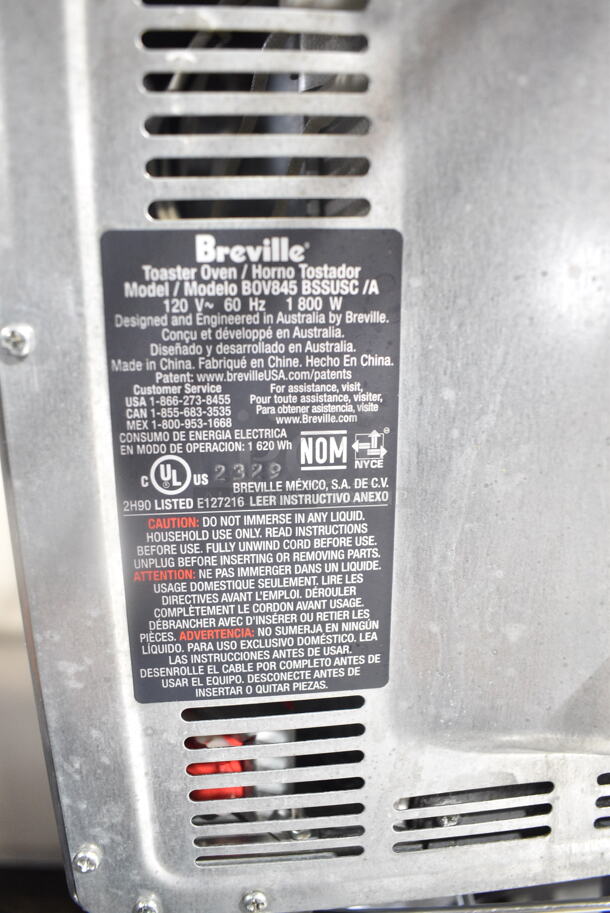 Breville®
Toaster Oven / Horno Tostador
Model / Modelo BOV845 BSSUSC /A
120 V~ 60 Hz 1 800 W
Designed and Engineered in Australia by Breville.
Conçu et développé en Australia.
Diseñado y desarrollado en Australia.
Made in China. Fabriqué en Chine. Hecho En China.
Patent: www.brevilleUSA.com/patents
Customer Service
USA 1-866-273-8455
CAN 1-855-683-3535
MEX 1-800-953-1668
For assistance, visit,
Pour toute assistance, visiter,
Para obtener asistencia, visite
www.Breville.com
CONSUMO DE ENERGIA ELECTRICA
EN MODO DE OPERACION: 1 620 Wh
NOM
NYCE
C UL US 2329
BREVILLE MÉXICO, S.A. DE C.V.
2H90 LISTED E127216 LEER INSTRUCTIVO ANEXO
CAUTION: DO NOT IMMERSE IN ANY LIQUID.
HOUSEHOLD USE ONLY. READ INSTRUCTIONS
BEFORE USE. FULLY UNWIND CORD BEFORE USE.
UNPLUG BEFORE INSERTING OR REMOVING PARTS.
ATTENTION: NE PAS IMMERGER DANS UN LIQUIDE.
USAGE DOMESTIQUE SEULEMENT. LIRE LES
DIRECTIVES AVANT L'EMPLOI. DÉROULER
COMPLÈTEMENT LE CORDON AVANT USAGE.
DÉBRANCHER AVEC D'INSÉRER OU RETIER LES
PIÈCES. ADVERTENCIA: NO SUMERJA EN NINGÚN
LÍQUIDO. PARA USO EXCLUSIVO DOMÉSTICO. LEA
LAS INSTRUCCIONES ANTES DE USAR.
DESENROLLE EL CABLE POR COMPLETO ANTES DE
USAR EL EQUIPO. DESCONECTE ANTES DE
INSERTAR O QUITAR PIEZAS.